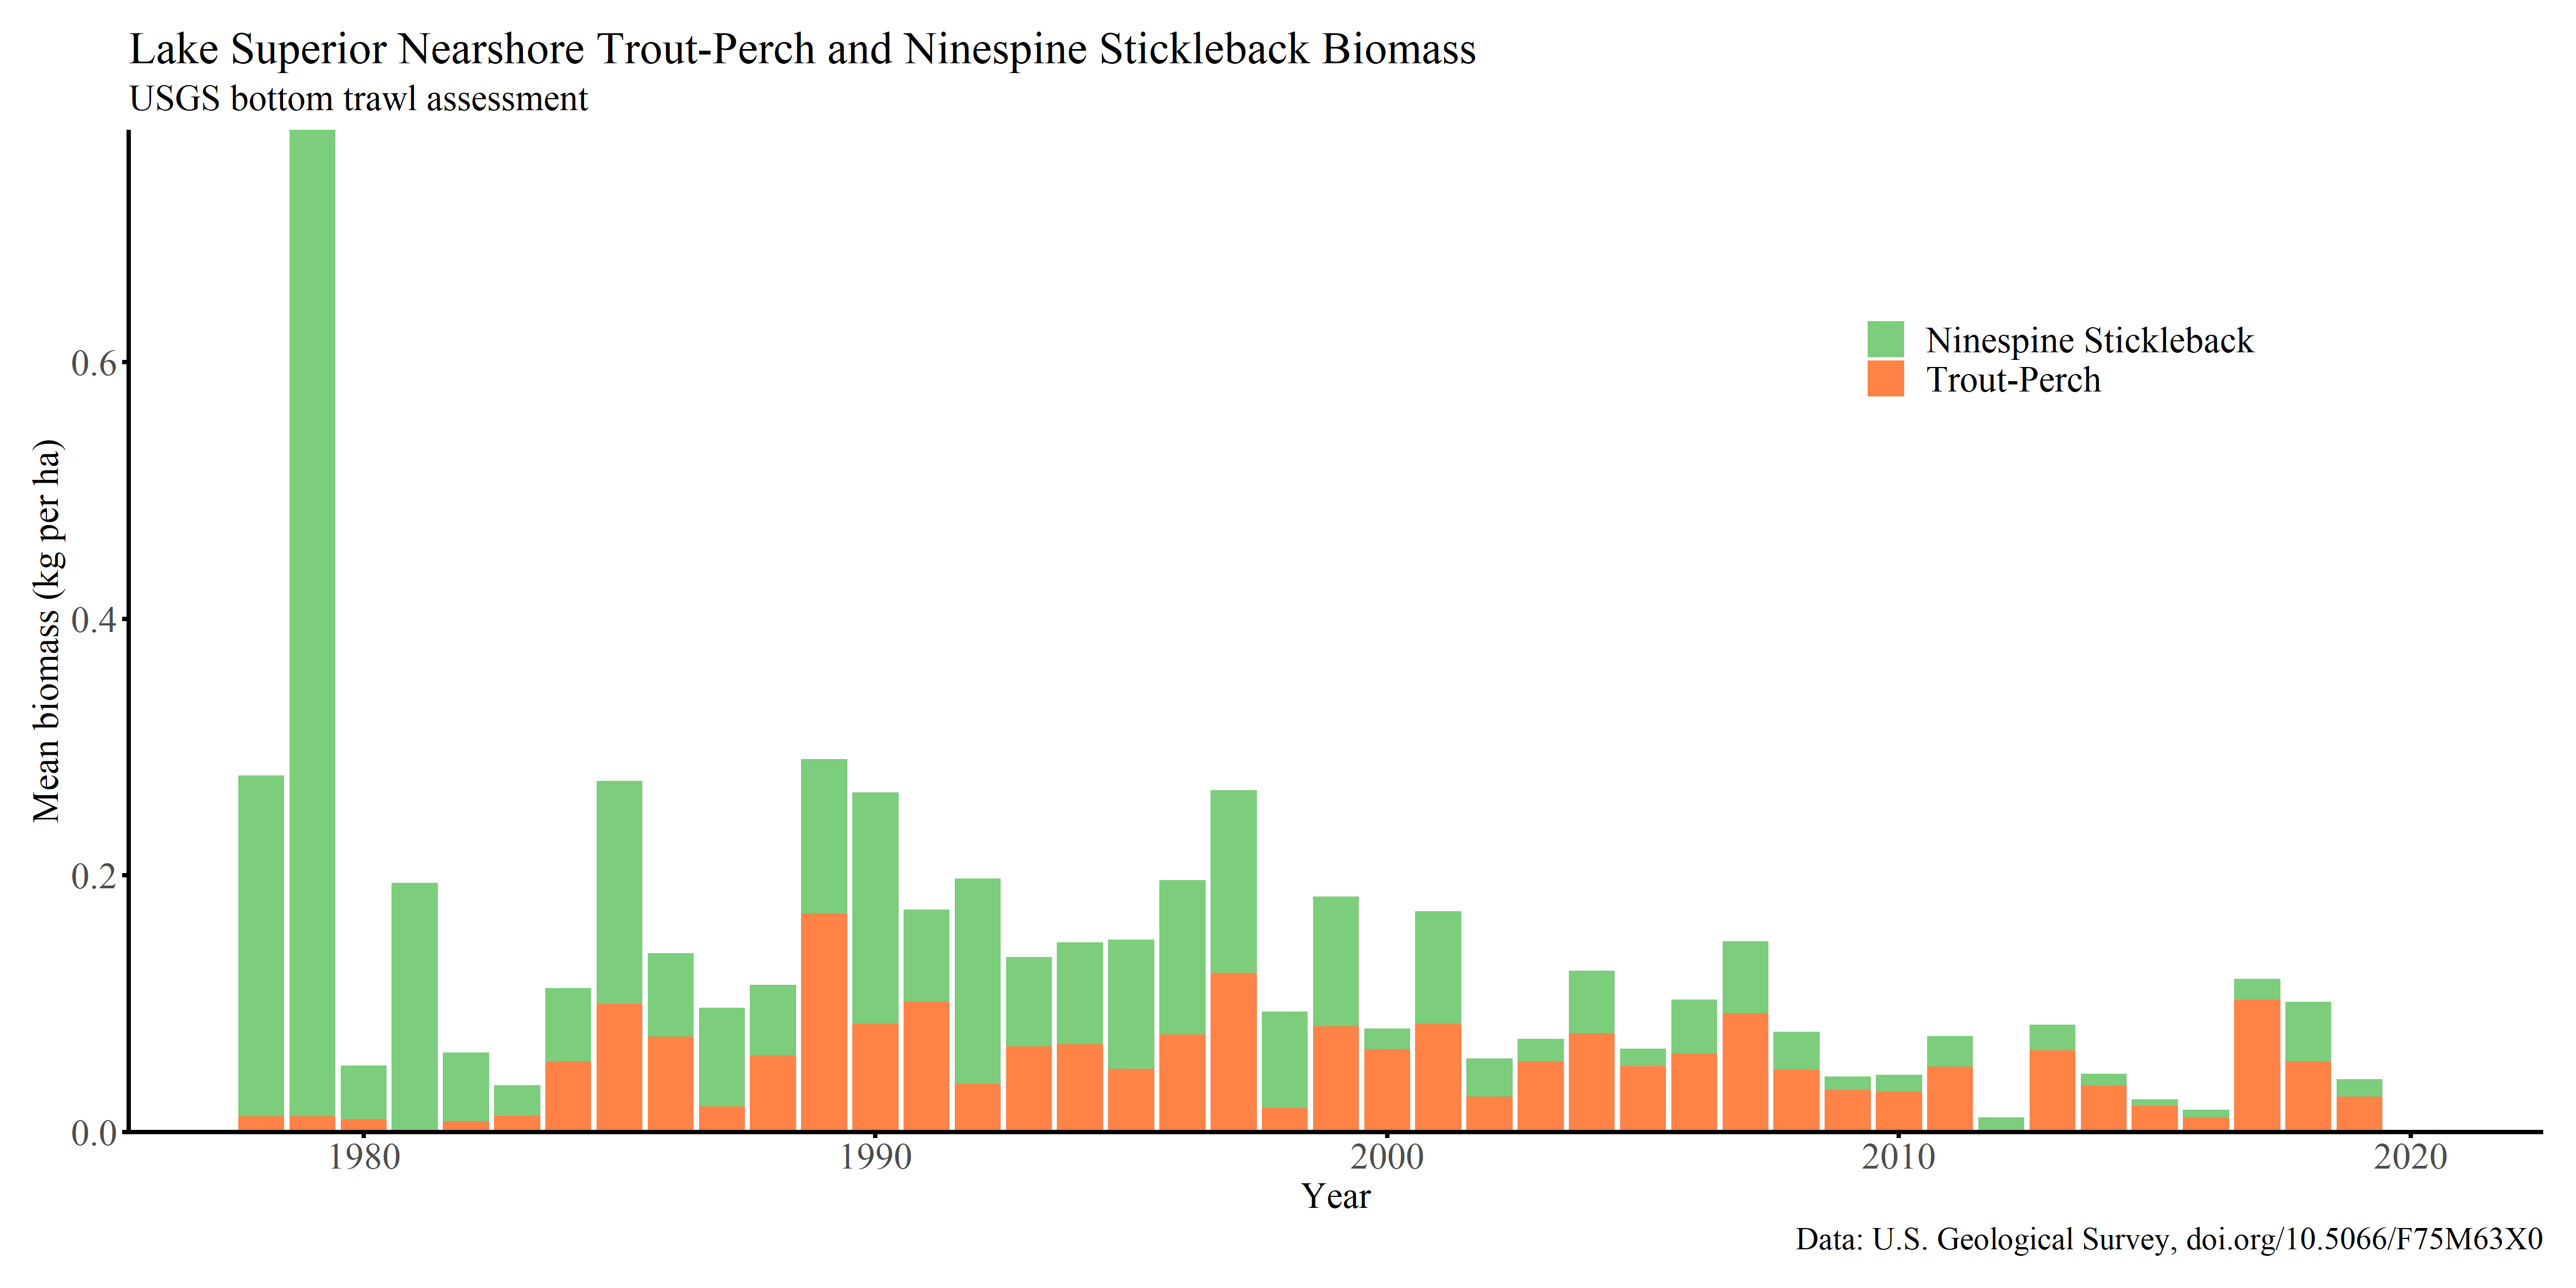 Lake Superior Nearshore Trout-Perch and Ninespine Stickleback Biomass
USGS bottom trawl assessment
Mean biomass (kg per ha)
0.6
0.4
0.2
0.0
Ninespine Stickleback
Trout-Perch
1980 1990 2000 2010 2020
Year
Data: U.S. Geological Survey, doi.org/10.5066/F75M63X0